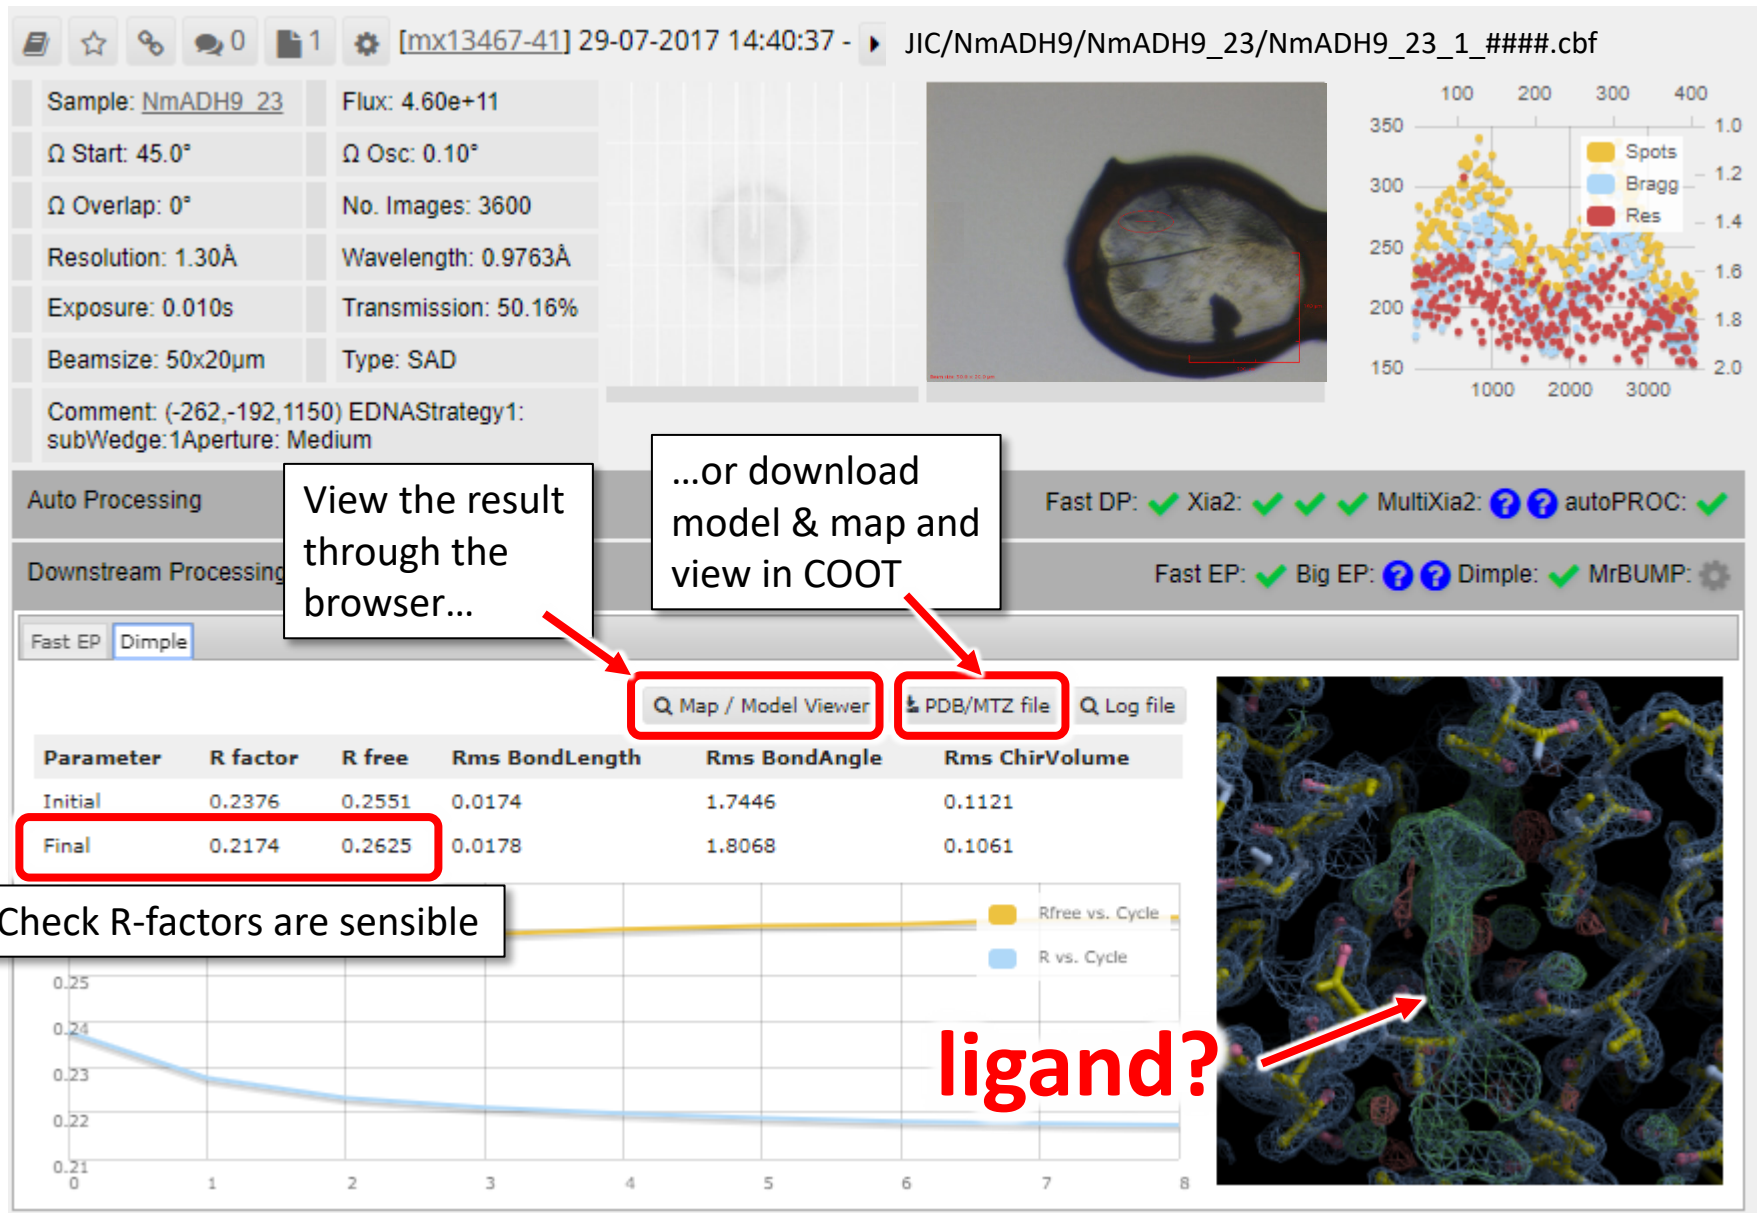 0 1 [mx13467-41] 29-07-2017 14:40:37 - JIC/NmADH9/NmADH9_23/NmADH9_23_1_####.cbf
Sample: NmADH9_23 Flux: 4.60e+11
Ω Start: 45.0° Ω Osc: 0.10°
Ω Overlap: 0° No. Images: 3600
Resolution: 1.30Å Wavelength: 0.9763Å
Exposure: 0.010s Transmission: 50.16%
Beamsize: 50x20µm Type: SAD
Comment: (-262,-192,1150) EDNAStrategy1:
subWedge:1Aperture: Medium
100 200 300 400
350 1.0
Spots
300 Bragg 1.2
Res 1.4
250
1.6
200
1.8
150 2.0
1000 2000 3000
Auto Processing Fast DP: Xia2: MultiXia2: ? ? autoPROC:
Downstream Processing Fast EP: Big EP: ? ? Dimple: MrBUMP:
View the result
through the
browser…
…or download
model & map and
view in COOT
Fast EP Dimple
Map / Model Viewer PDB/MTZ file Log file
Parameter R factor R free Rms BondLength Rms BondAngle Rms ChirVolume
Initial 0.2376 0.2551 0.0174 1.7446 0.1121
Final 0.2174 0.2625 0.0178 1.8068 0.1061
Check R-factors are sensible
Rfree vs. Cycle
R vs. Cycle
0.25
0.24
0.23
0.22
0.21
0 1 2 3 4 5 6 7 8
ligand?